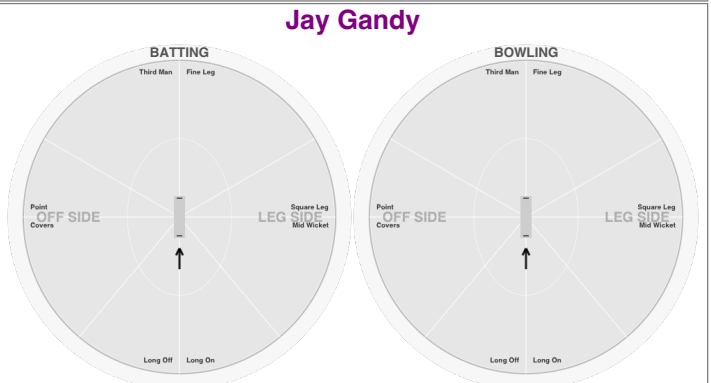 Jay Gandy
BATTING
Third Man Fine Leg
Point
OFF SIDE
Covers
Square Leg
LEG SIDE
Mid Wicket
Long Off Long On
BOWLING
Third Man Fine Leg
Point
OFF SIDE
Covers
Square Leg
LEG SIDE
Mid Wicket
Long Off Long On